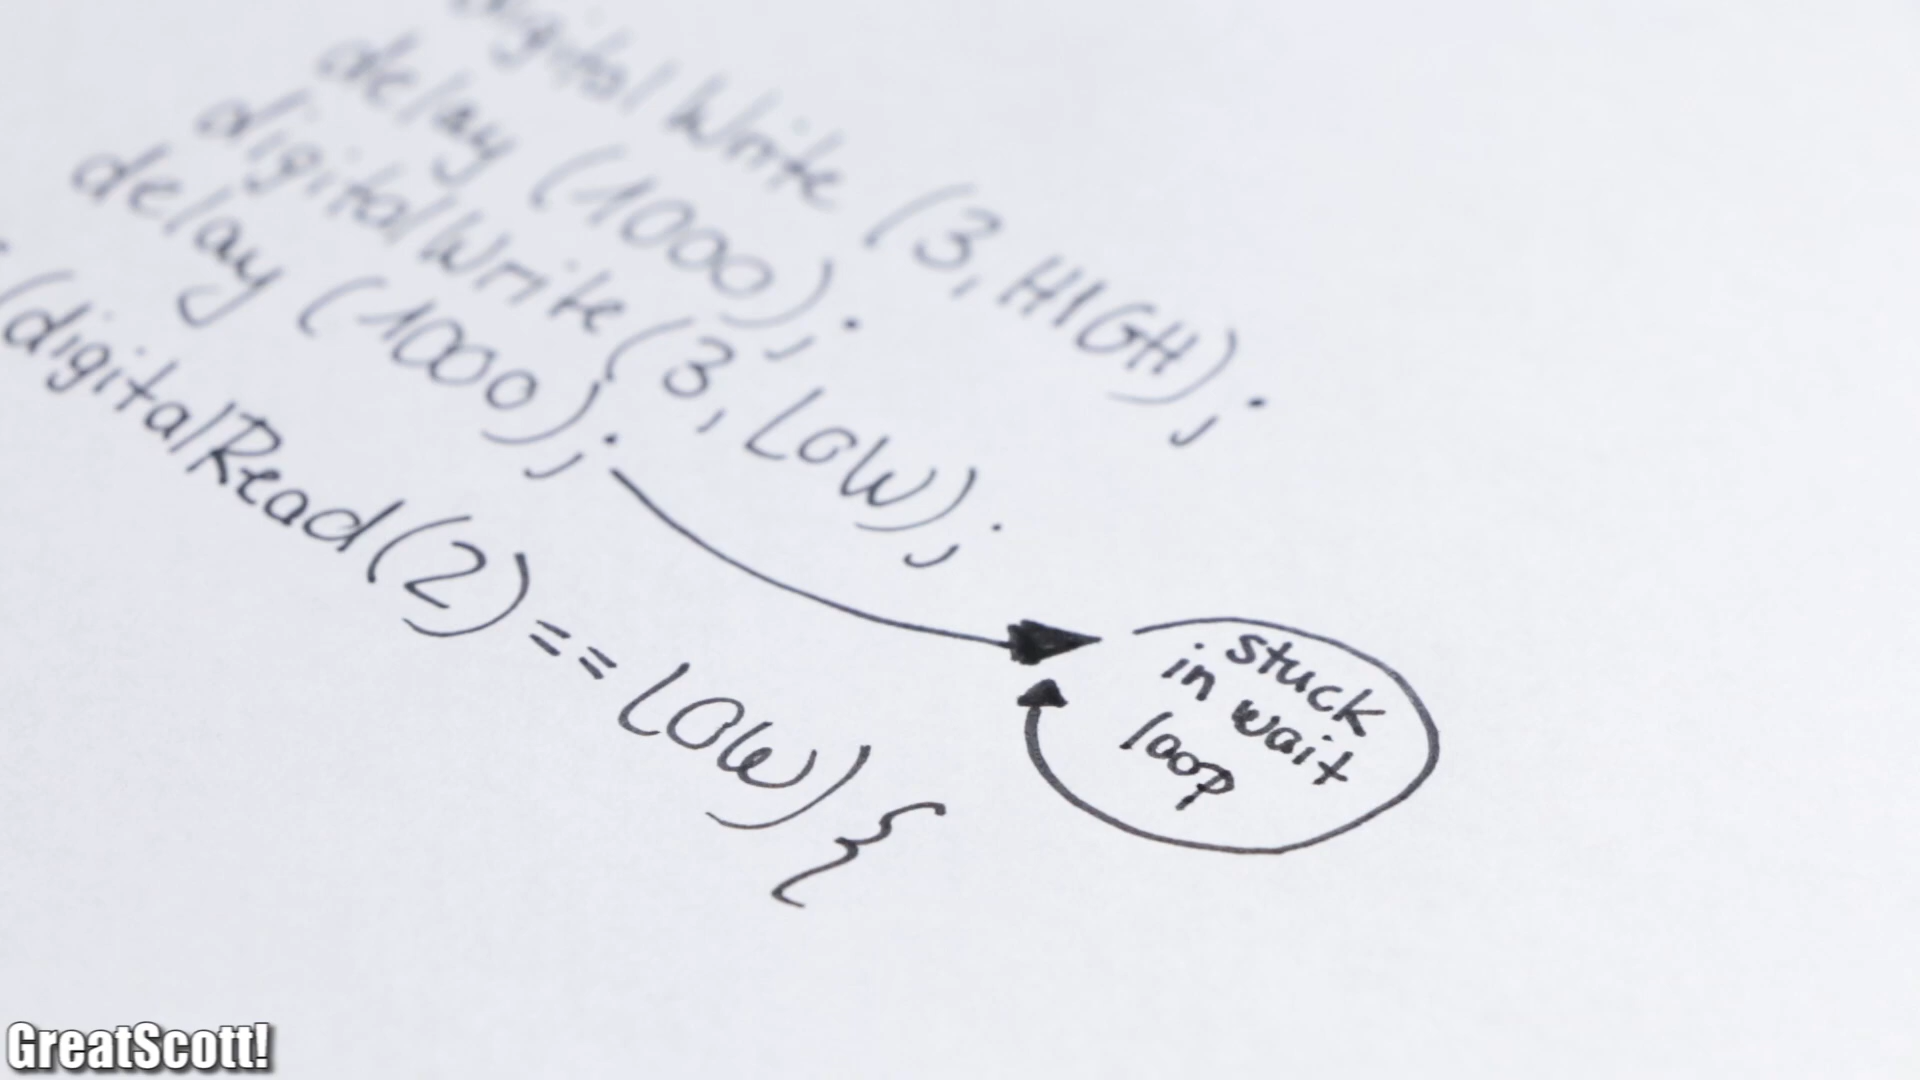 digitalWrite (3, HIGH);
delay (1000);
digitalWrite (3, LOW);
delay (1000);
(digitalRead(2) == LOW) {
stuck
in wait
loop
GreatScott!